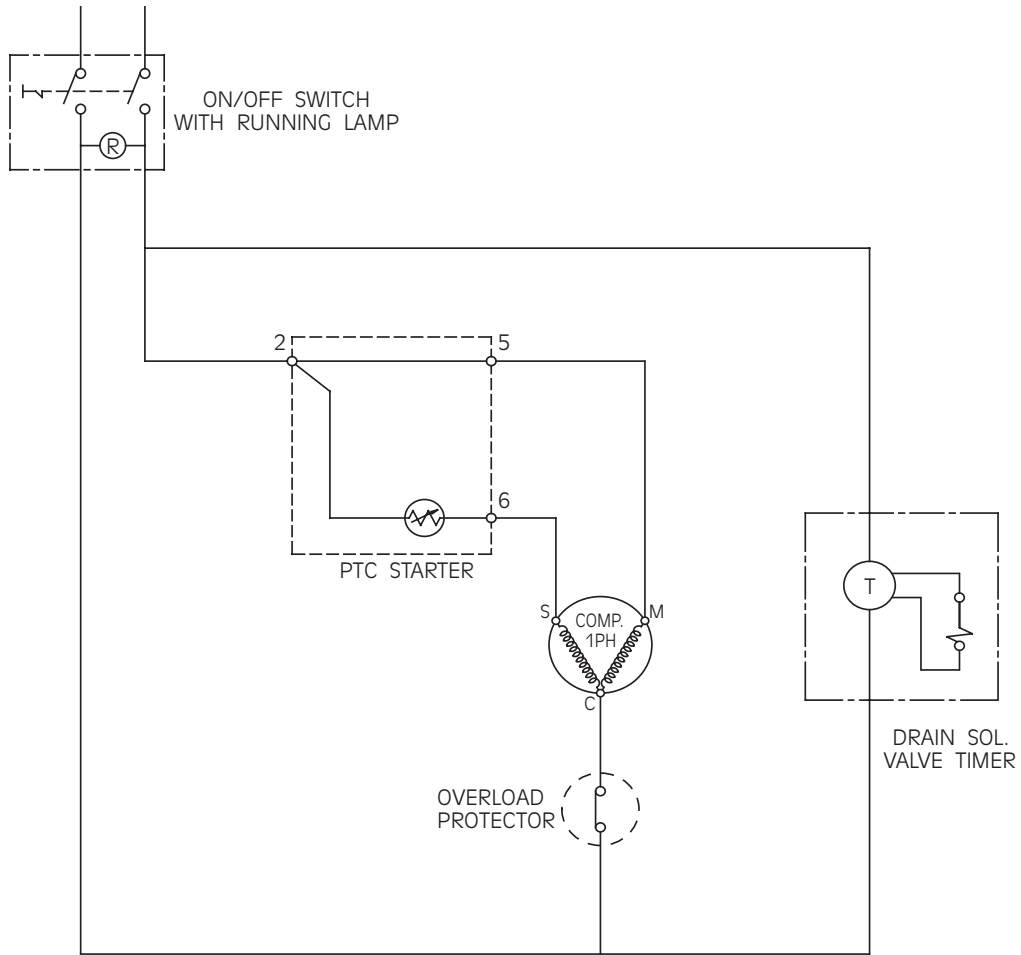 ON/OFF SWITCH
WITH RUNNING LAMP
R
2
5
6
PTC STARTER
S
M
COMP.
1PH
C
T
DRAIN SOL.
VALVE TIMER
OVERLOAD
PROTECTOR